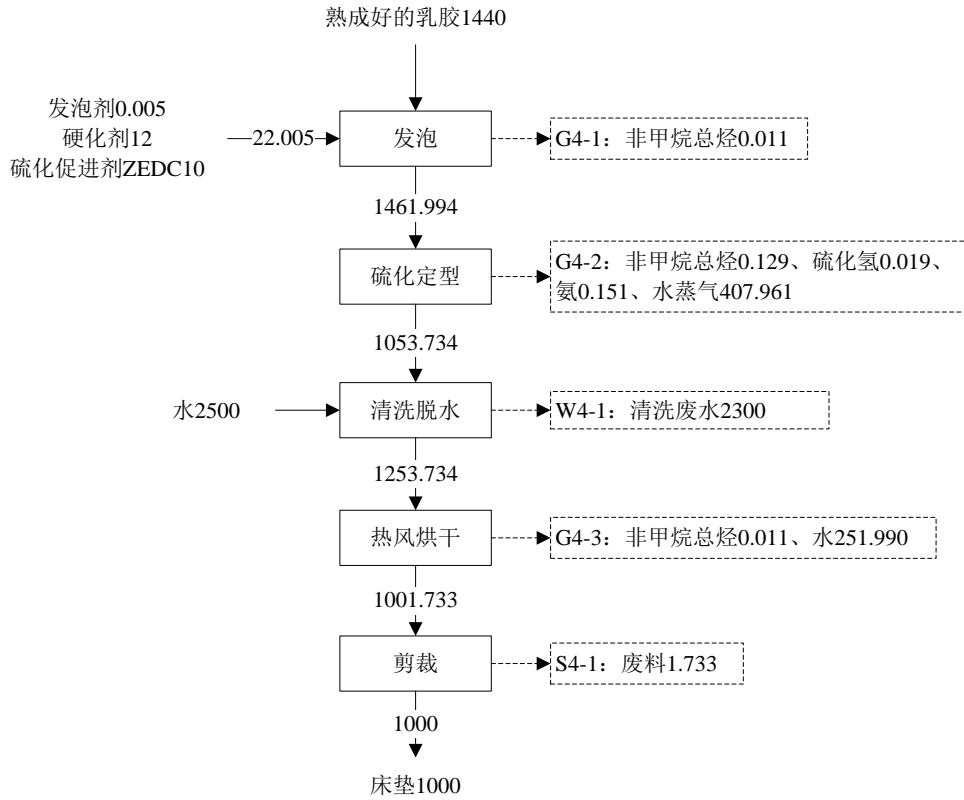 熟成好的乳胶1440
发泡剂0.005
硬化剂12
硫化促进剂ZEDC10
22.005
发泡
G4-1：非甲烷总烃0.011
1461.994
硫化定型
G4-2：非甲烷总烃0.129、硫化氢0.019、
氨0.151、水蒸气407.961
1053.734
水2500
清洗脱水
W4-1：清洗废水2300
1253.734
热风烘干
G4-3：非甲烷总烃0.011、水251.990
1001.733
剪裁
S4-1：废料1.733
1000
床垫1000